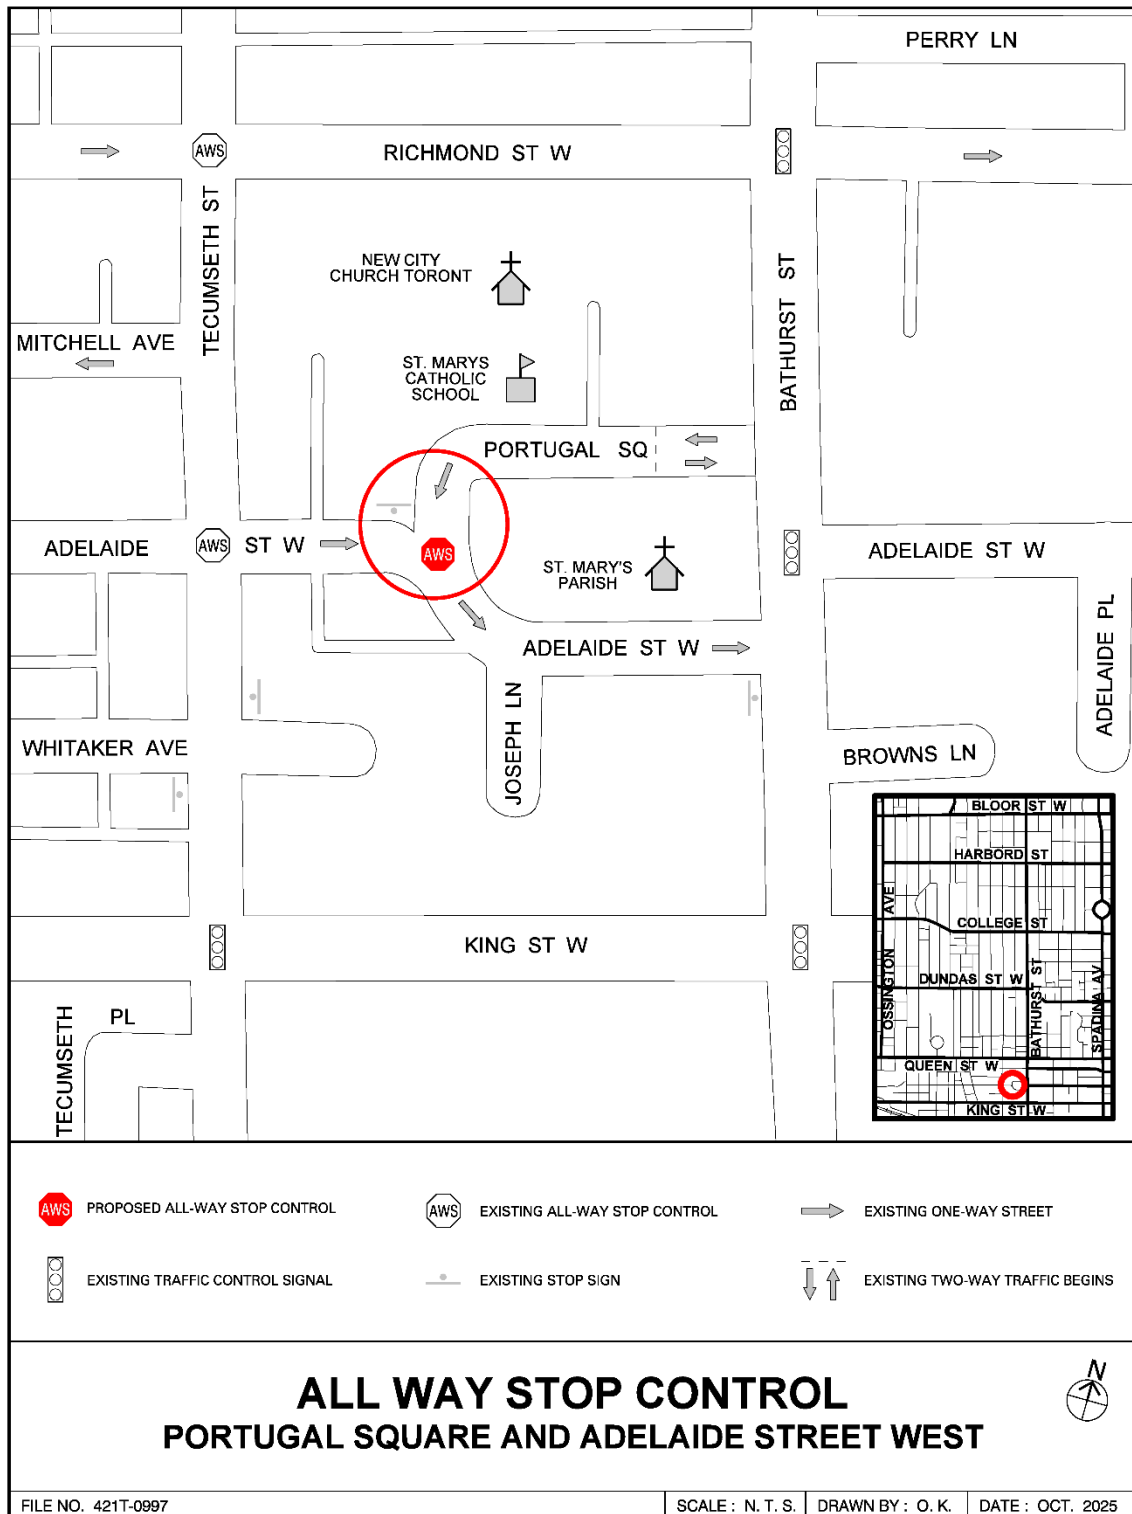 PERRY LN
AWS
RICHMOND ST W
TECUMSETH ST
NEW CITY
CHURCH TORONT
BATHURST ST
MITCHELL AVE
ST. MARYS
CATHOLIC
SCHOOL
PORTUGAL SQ
ADELAIDE
AWS
ST W
AWS
ADELAIDE ST W
ST. MARY'S
PARISH
ADELAIDE PL
ADELAIDE ST W
JOSEPH LN
WHITAKER AVE
BROWNS LN
KING ST W
TECUMSETH
PL
BLOOR ST W
HARBORD ST
AVE
COLLEGE ST
OSSINGTON
DUNDAS ST W
BATHURST ST
SPADINA AV
QUEEN ST W
KING ST W
AWS
PROPOSED ALL-WAY STOP CONTROL
AWS
EXISTING ALL-WAY STOP CONTROL
EXISTING ONE-WAY STREET
EXISTING TRAFFIC CONTROL SIGNAL
EXISTING STOP SIGN
EXISTING TWO-WAY TRAFFIC BEGINS
ALL WAY STOP CONTROL
PORTUGAL SQUARE AND ADELAIDE STREET WEST
N
FILE NO. 421T-0997
SCALE : N. T. S.
DRAWN BY : O. K.
DATE : OCT. 2025